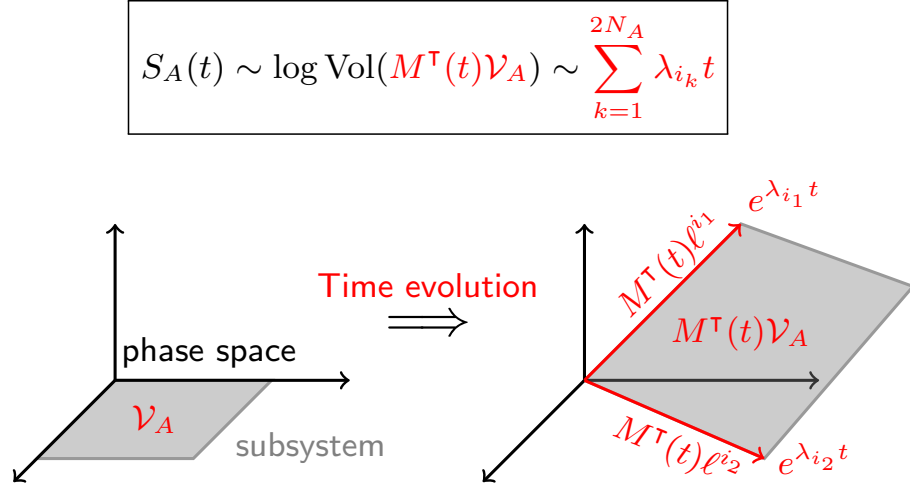 S_A(t) ∼ log Vol(M^⊺(t)𝒱_A) ∼ ∑_{k=1}^{2N_A} λ_{i_k} t
e^{λ_{i_1} t}
M^⊺(t)ℓ^{i_1}
Time evolution
⟹
phase space
M^⊺(t)𝒱_A
𝒱_A
subsystem
M^⊺(t)ℓ^{i_2}
e^{λ_{i_2} t}